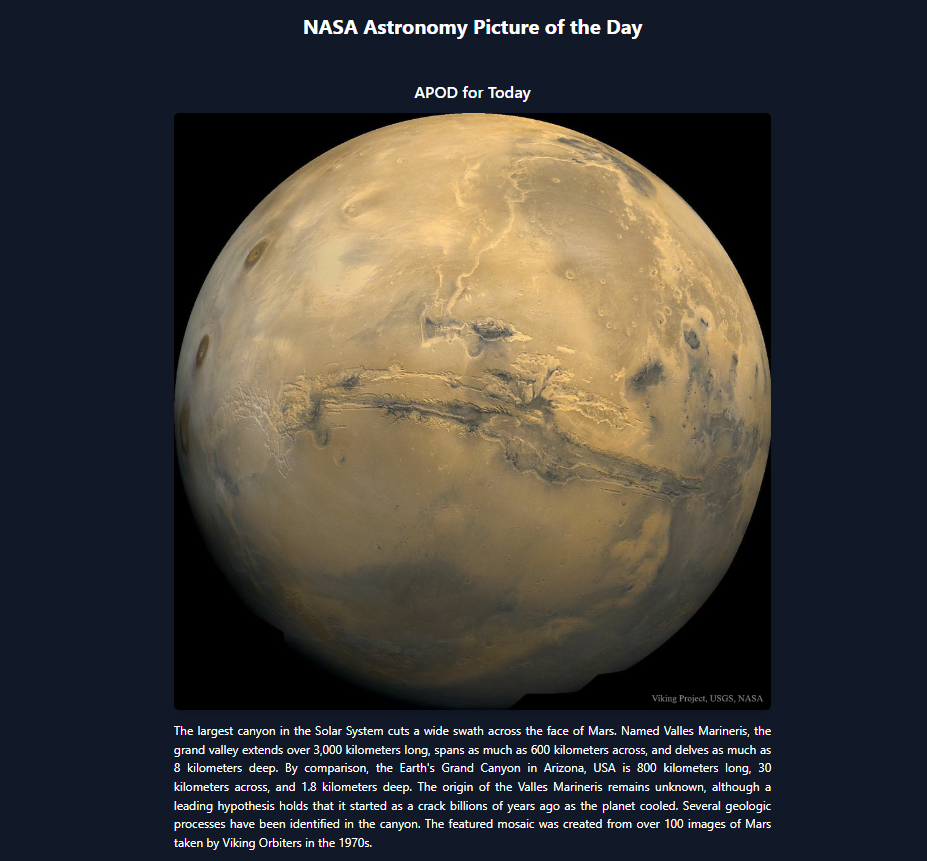 NASA Astronomy Picture of the Day
APOD for Today
Viking Project, USGS, NASA
The largest canyon in the Solar System cuts a wide swath across the face of Mars. Named Valles Marineris, the
grand valley extends over 3,000 kilometers long, spans as much as 600 kilometers across, and delves as much as
8 kilometers deep. By comparison, the Earth's Grand Canyon in Arizona, USA is 800 kilometers long, 30
kilometers across, and 1.8 kilometers deep. The origin of the Valles Marineris remains unknown, although a
leading hypothesis holds that it started as a crack billions of years ago as the planet cooled. Several geologic
processes have been identified in the canyon. The featured mosaic was created from over 100 images of Mars
taken by Viking Orbiters in the 1970s.